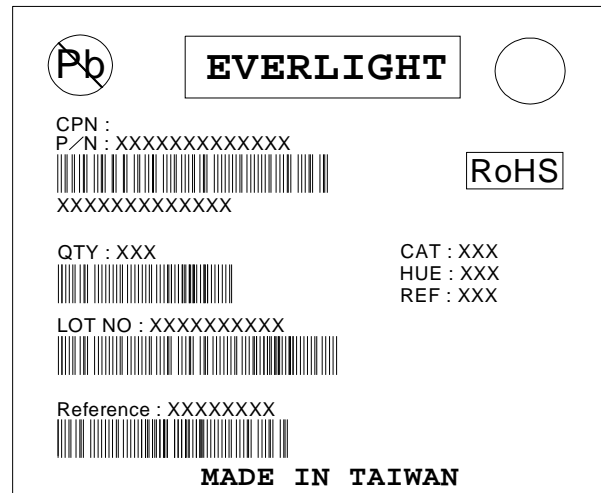 Pb
EVERLIGHT
CPN :
P/N : XXXXXXXXXXXXX
RoHS
XXXXXXXXXXXXX
QTY : XXX
CAT : XXX
HUE : XXX
REF : XXX
LOT NO : XXXXXXXXXX
Reference : XXXXXXXX
MADE IN TAIWAN